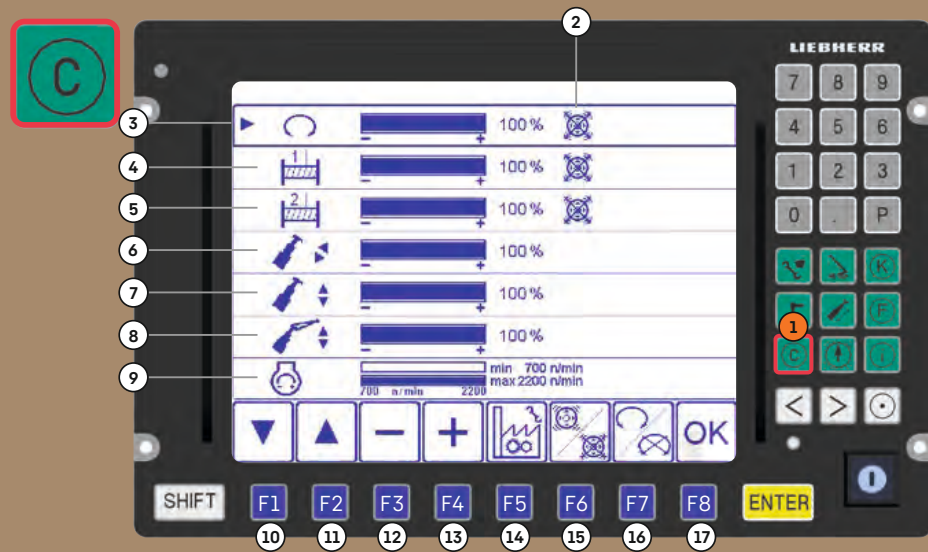 C
2
LIEBHERR
7 8 9
3 100 % 4 5 6
- +
4 1 100 % 1 2 3
- +
5 2 100 % 0 . P
- +
6 100 %
- +
K
7 100 %
- +
F
1
8 100 %
- +
C i
9 min 700 n/min
max 2200 n/min
700 n/min 2200
< >
- + OK
SHIFT F1 F2 F3 F4 F5 F6 F7 F8 ENTER
10 11 12 13 14 15 16 17